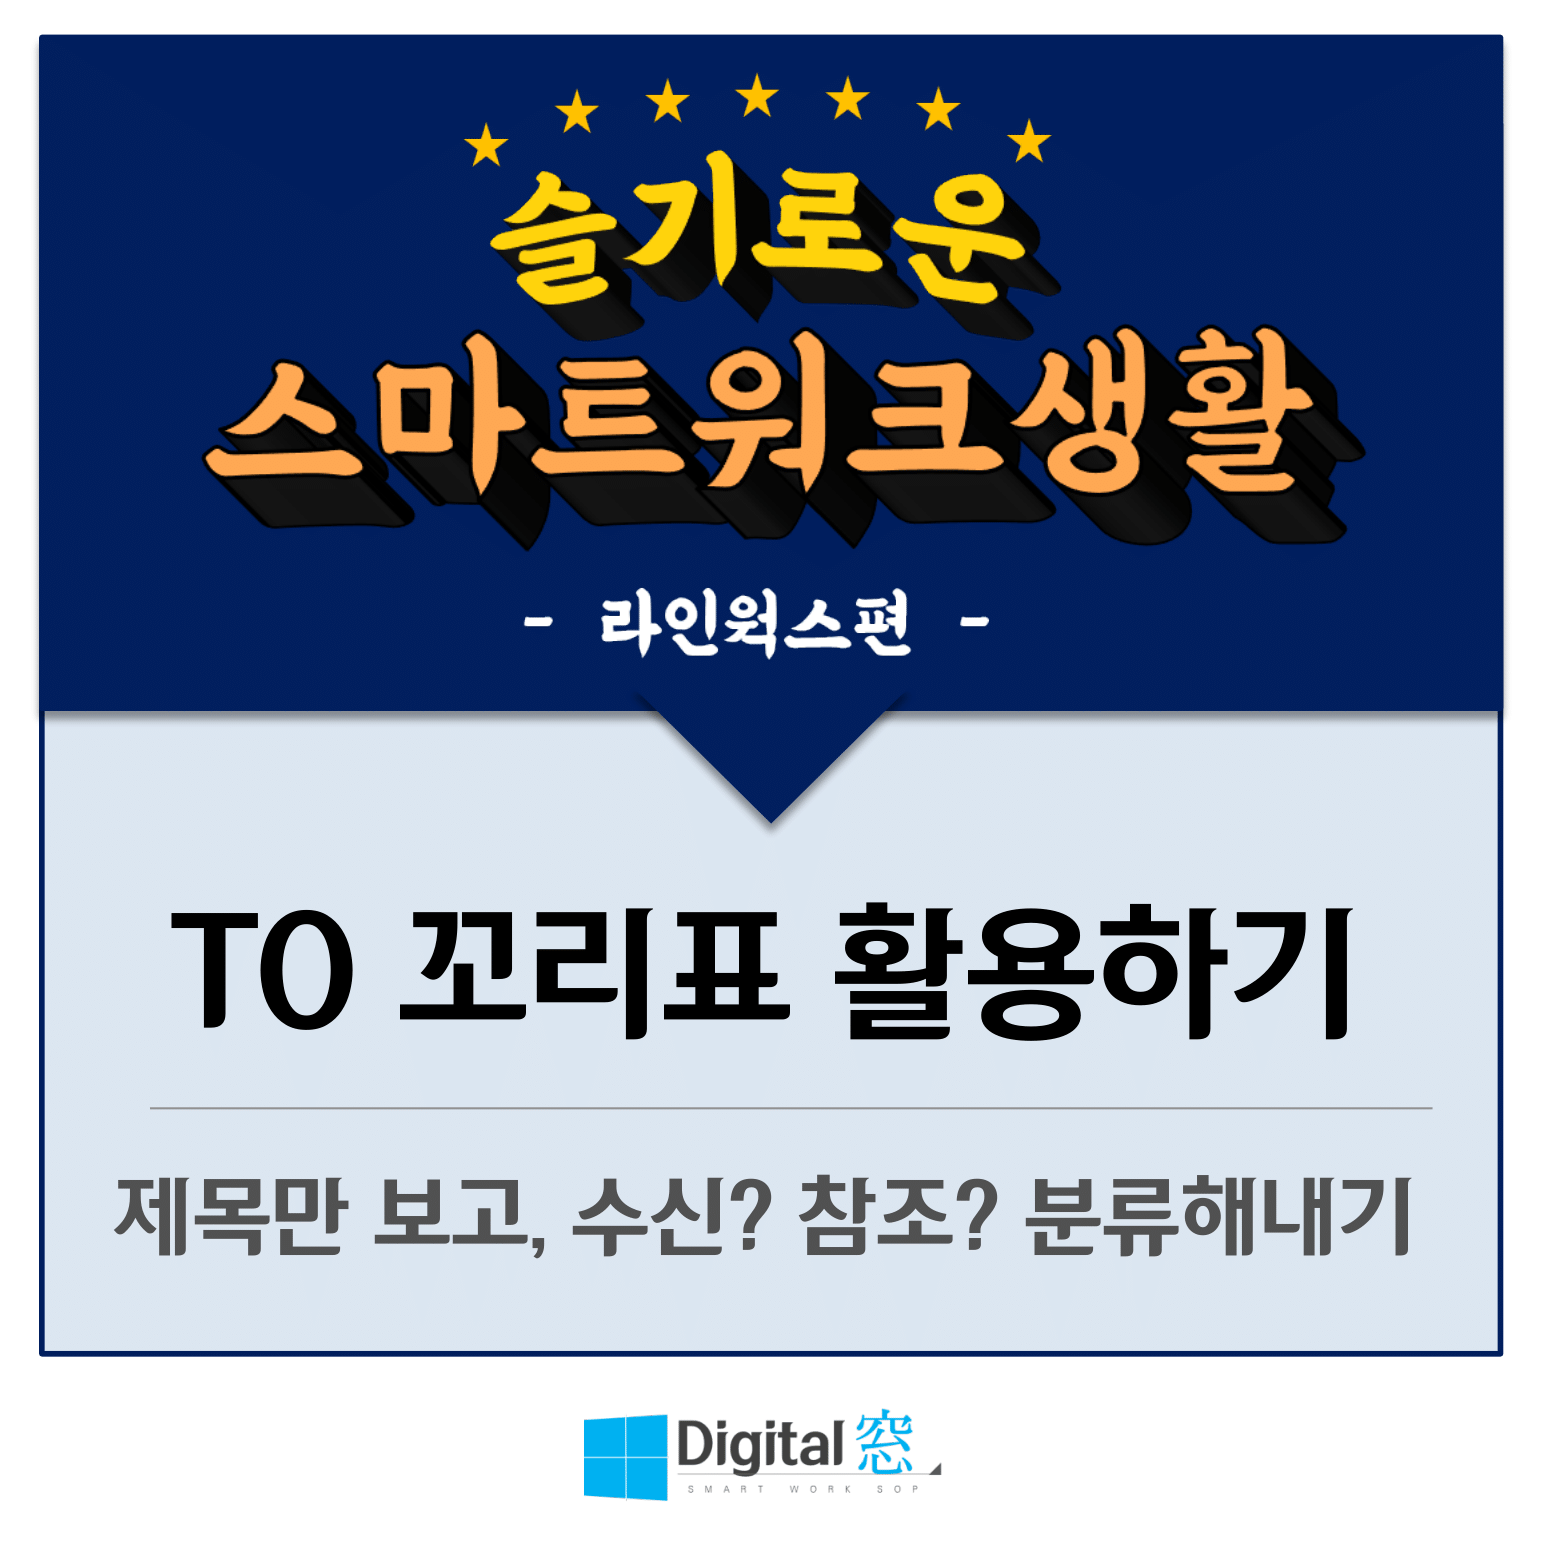 슬기로운
스마트워크생활
- 라인웍스편 -
TO 꼬리표 활용하기
제목만 보고, 수신? 참조? 분류해내기
Digital 窓
SMART WORK SOP